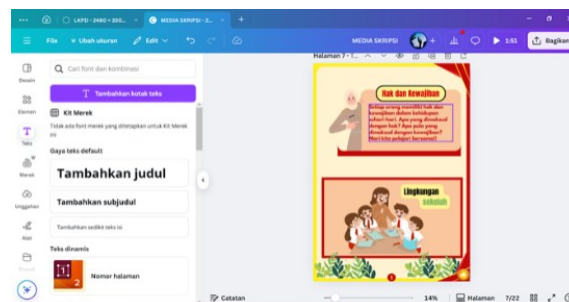 LKPD - 2480 × 350...
MEDIA SKRIPSI - 2...
File
Ubah ukuran
Edit
MEDIA SKRIPSI
1:51
Bagikan
Desain
Elemen
Teks
Merek
Unggahan
Alat
Cari font dan kombinasi
Tambahkan kotak teks
Kit Merek
Tidak ada font merek yang ditetapkan untuk Kit Merek
ini
Gaya teks default
Tambahkan judul
Tambahkan subjudul
Tambahkan sedikit teks isi
Teks dinamis
Nomor halaman
Halaman 7 - T...
Hak dan Kewajiban
Setiap orang memiliki hak dan
kewajiban dalam kehidupan
sehari-hari. Apa yang dimaksud
dengan hak? Apa pula yang
dimaksud dengan kewajiban?
Mari kita pelajari bersama!
Lingkungan
sekolah
Catatan
14%
Halaman
7/22